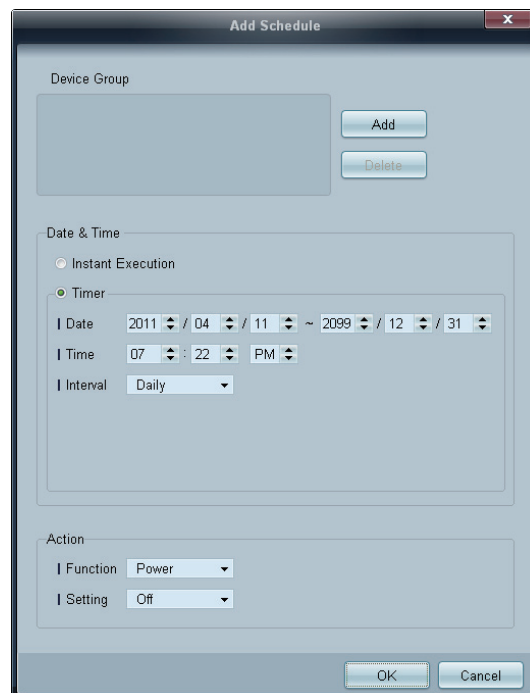 Add Schedule
x
Device Group
Add
Delete
Date & Time
Instant Execution
Timer
Date 2011 / 04 / 11 ~ 2099 / 12 / 31
Time 07 : 22 PM
Interval Daily
Action
Function Power
Setting Off
OK Cancel